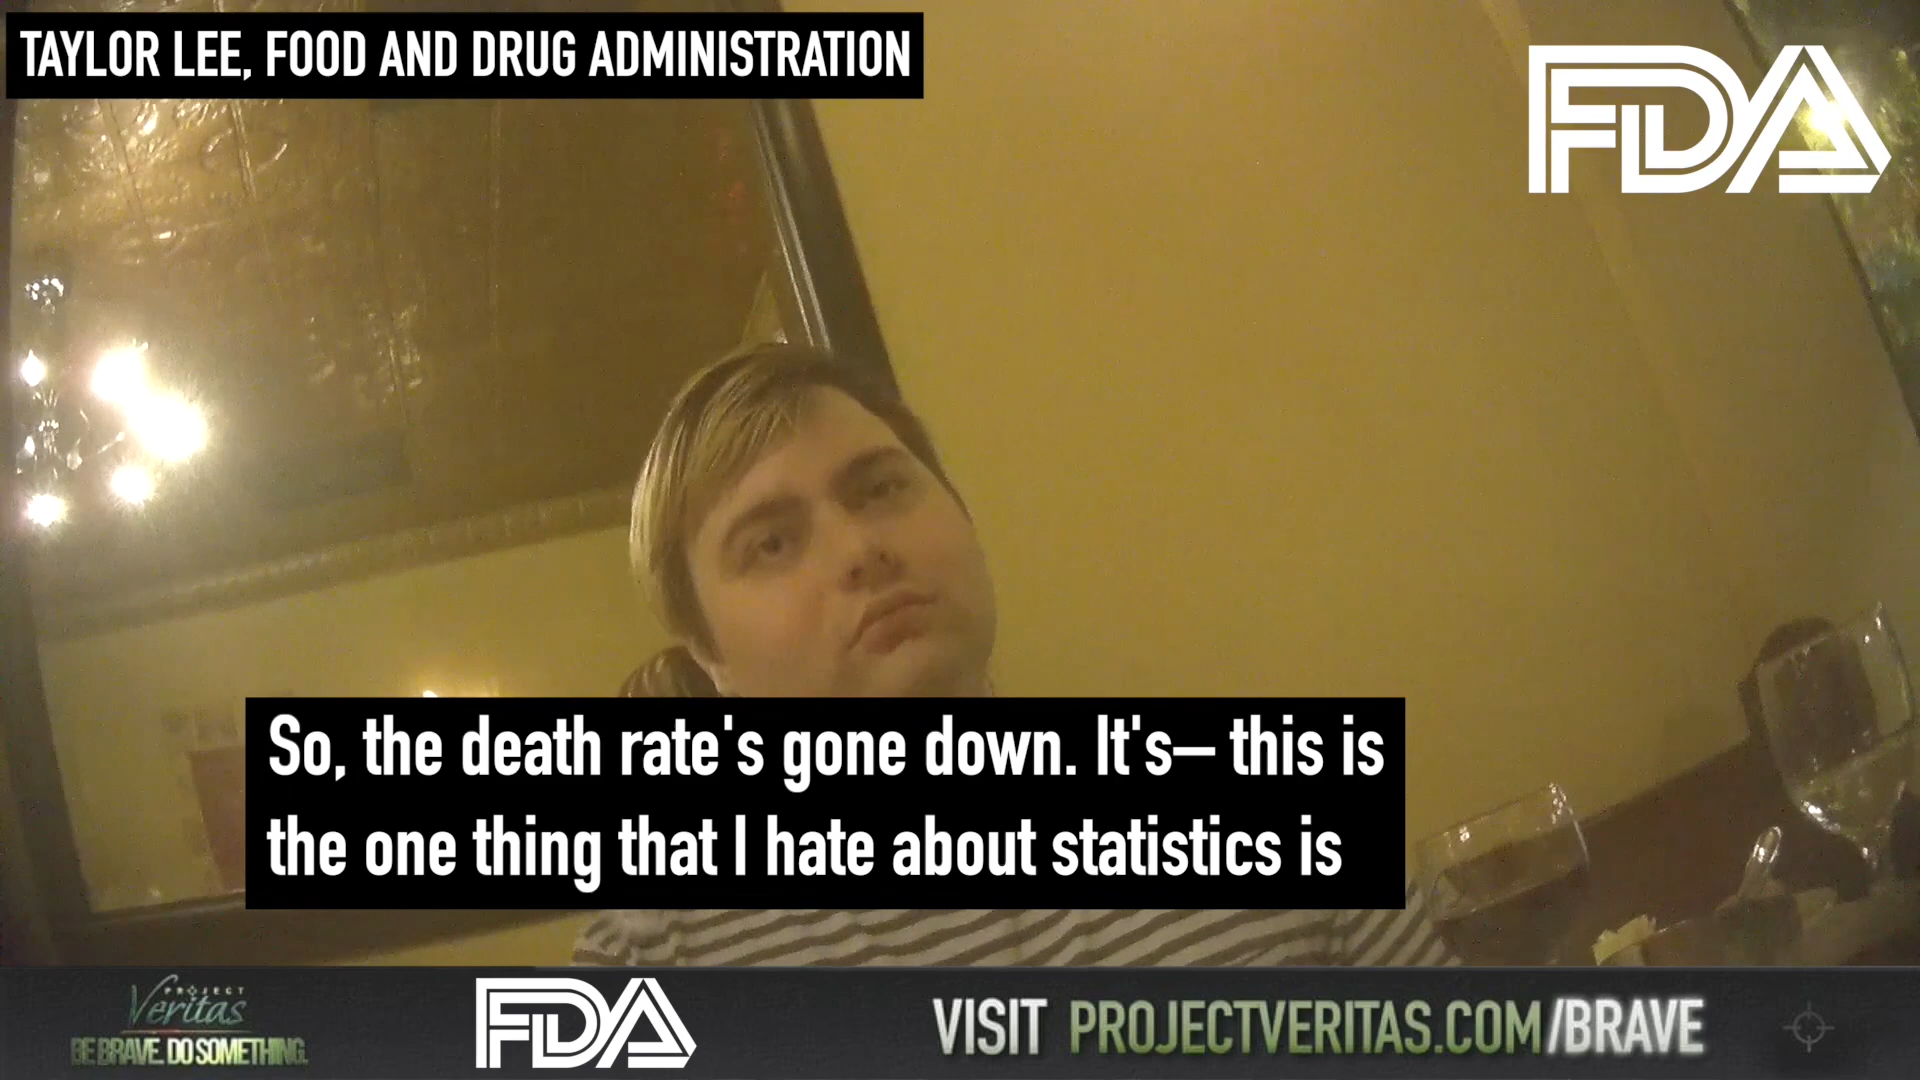 TAYLOR LEE, FOOD AND DRUG ADMINISTRATION
FDA
So, the death rate's gone down. It's– this is
the one thing that I hate about statistics is
PROJECT
Veritas
BE BRAVE. DO SOMETHING.
FDA
VISIT PROJECTVERITAS.COM/BRAVE